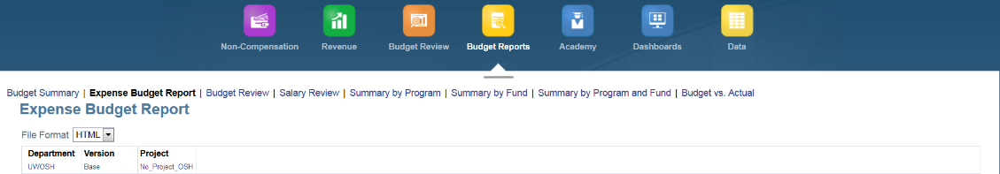 Non-Compensation Revenue Budget Review Budget Reports Academy Dashboards Data
Budget Summary | Expense Budget Report | Budget Review | Salary Review | Summary by Program | Summary by Fund | Summary by Program and Fund | Budget vs. Actual
Expense Budget Report
File Format HTML
Department Version Project
UWOSH Base No_Project_OSH